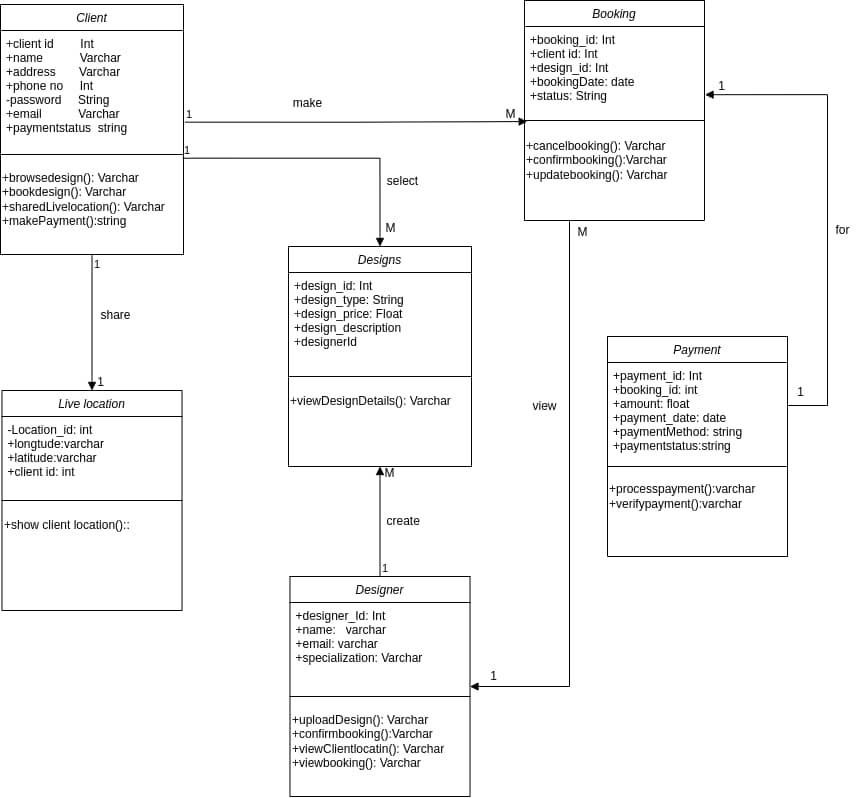 Client
+client id Int
+name Varchar
+address Varchar
+phone no Int
-password String
+email Varchar
+paymentstatus string
+browsedesign(): Varchar
+bookdesign(): Varchar
+sharedLivelocation(): Varchar
+makePayment():string
1
make
M
1
select
M
1
share
1
Booking
+booking_id: Int
+client id: Int
+design_id: Int
+bookingDate: date
+status: String
+cancelbooking(): Varchar
+confirmbooking():Varchar
+updatebooking(): Varchar
1
for
1
M
view
1
Designs
+design_id: Int
+design_type: String
+design_price: Float
+design_description
+designerId
+viewDesignDetails(): Varchar
M
create
1
Payment
+payment_id: Int
+booking_id: int
+amount: float
+payment_date: date
+paymentMethod: string
+paymentstatus:string
+processpayment():varchar
+verifypayment():varchar
Live location
-Location_id: int
+longtude:varchar
+latitude:varchar
+client id: int
+show client location()::
Designer
+designer_Id: Int
+name: varchar
+email: varchar
+specialization: Varchar
+uploadDesign(): Varchar
+confirmbooking():Varchar
+viewClientlocatin(): Varchar
+viewbooking(): Varchar